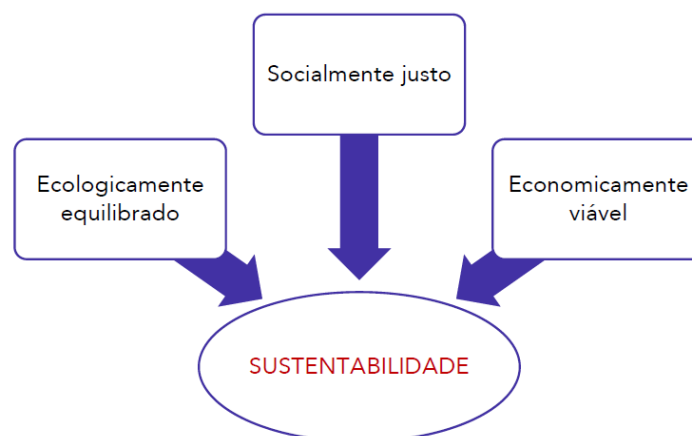 Socialmente justo
Ecologicamente
equilibrado
Economicamente
viável
SUSTENTABILIDADE